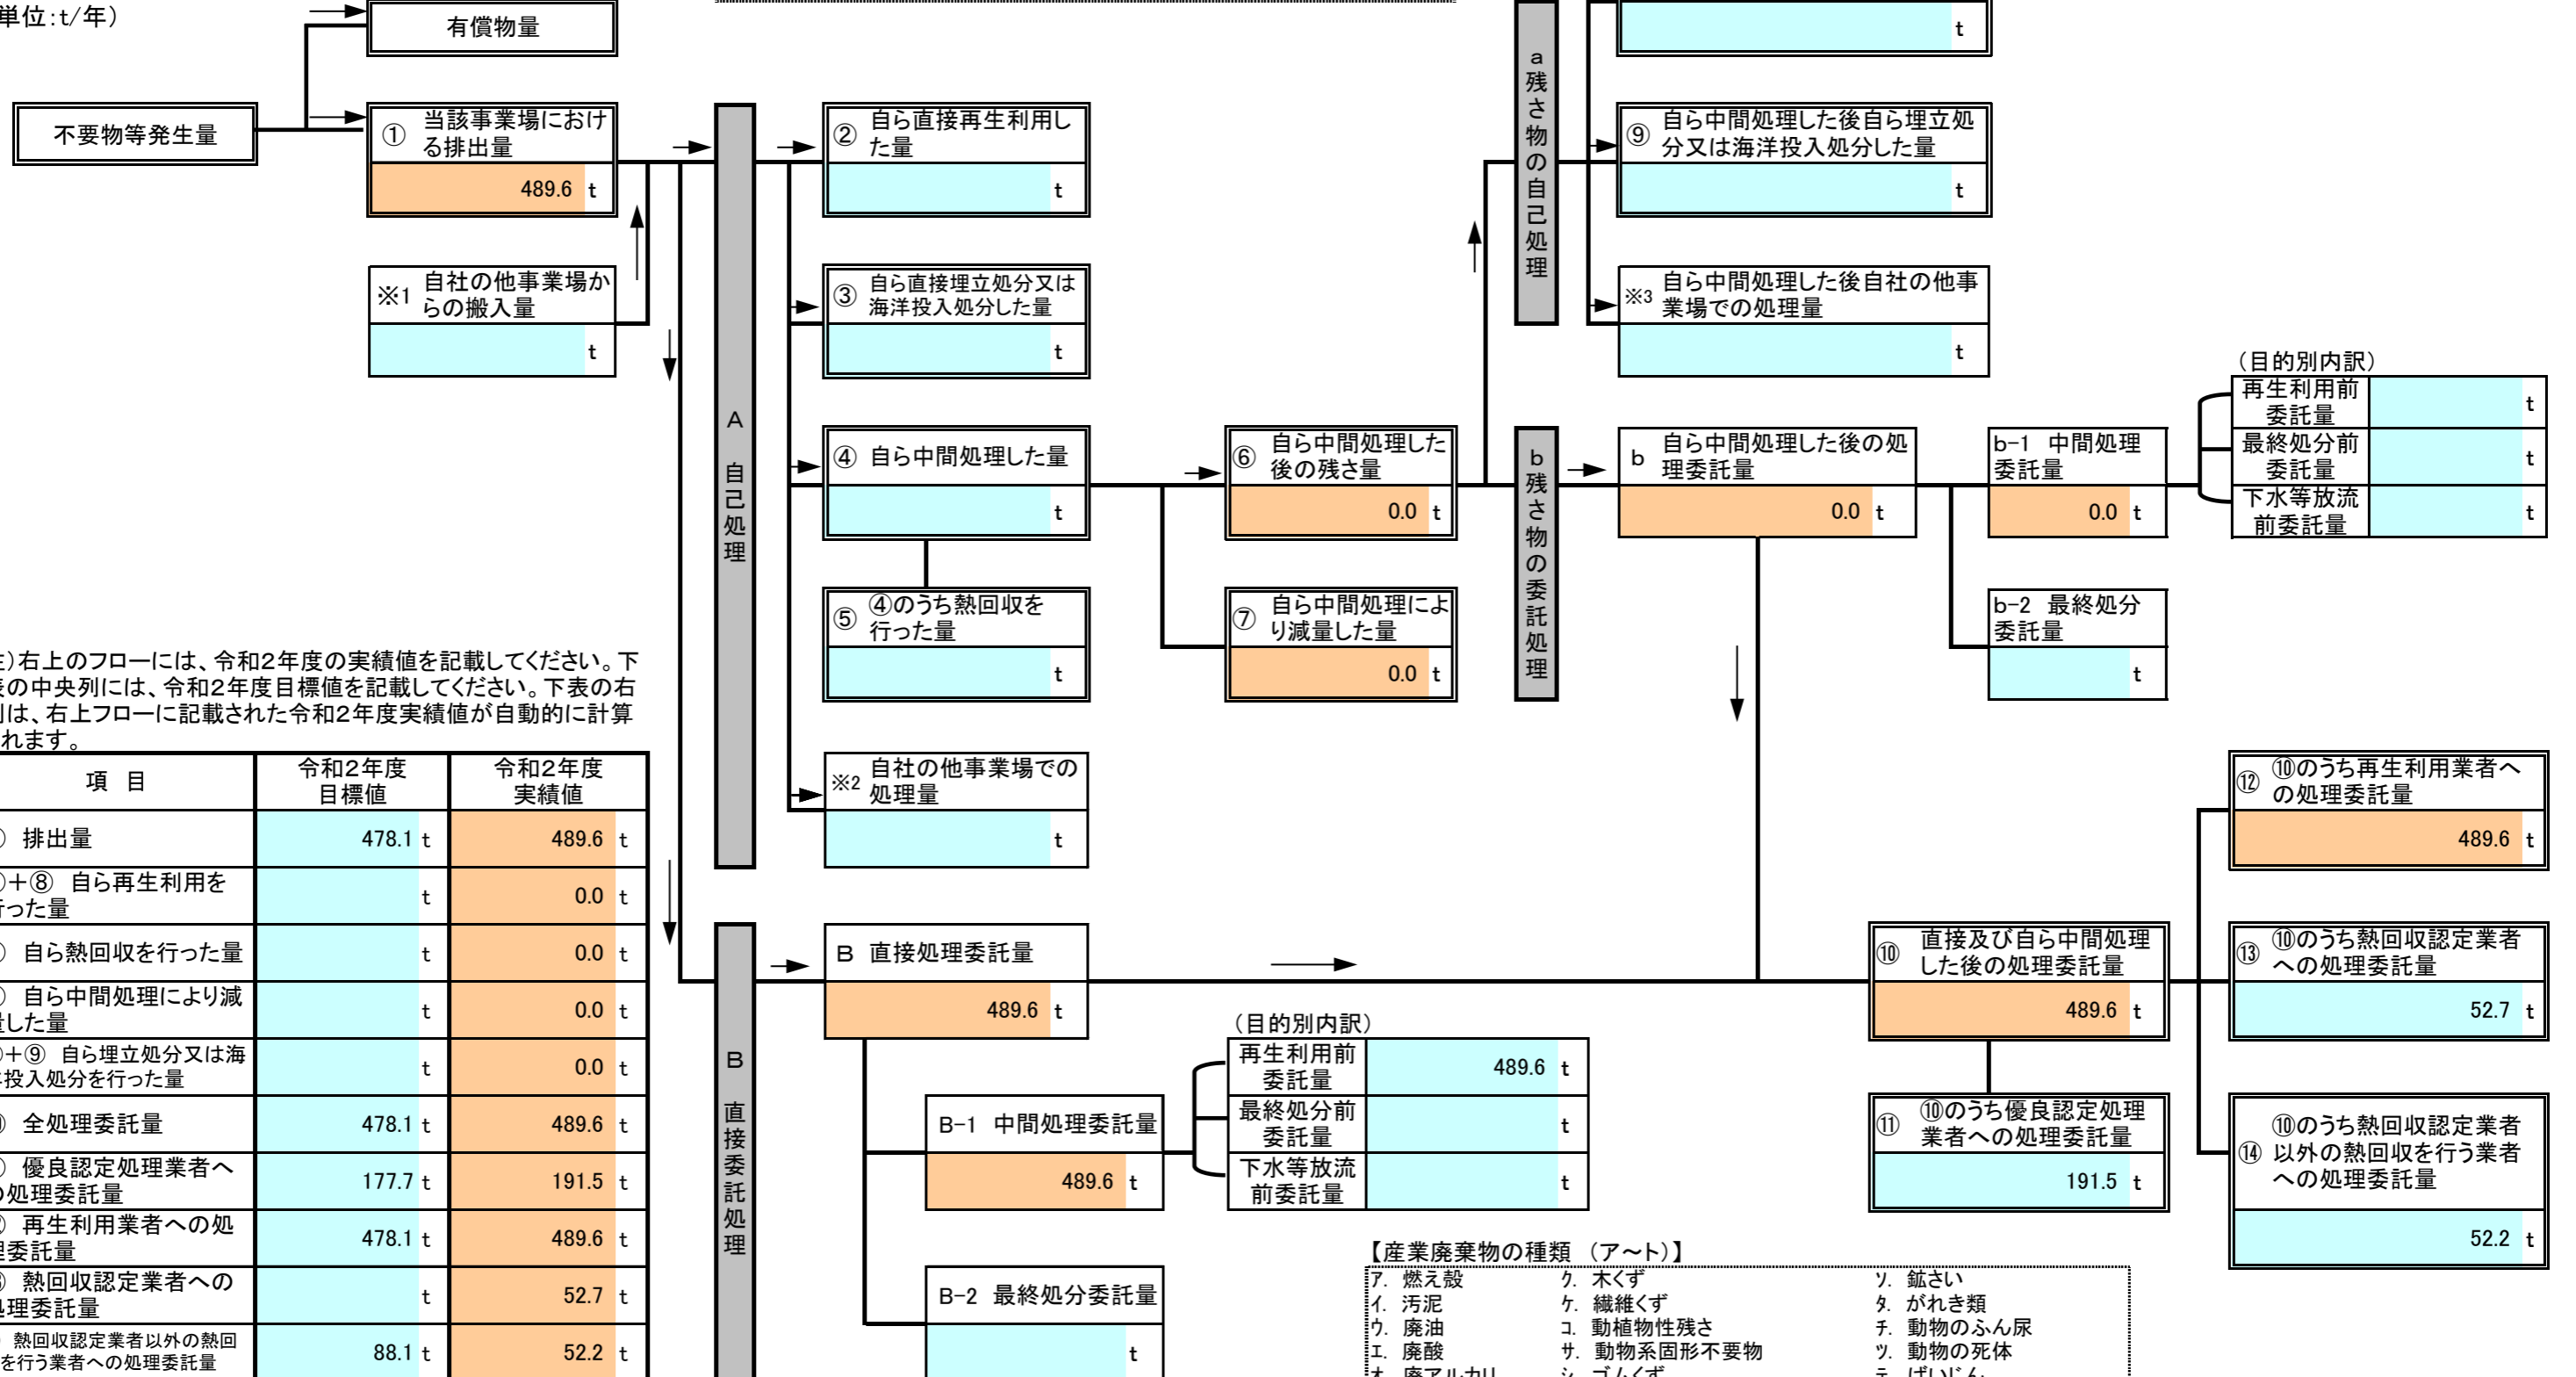 単位:t/年)
有償物量
t
不要物等発生量
① 当該事業場におけ
る排出量
489.6 t
② 自ら直接再生利用し
た量
t
a残さ物の自己処理
⑨ 自ら中間処理した後自ら埋立処
分又は海洋投入処分した量
t
※1 自社の他事業場か
らの搬入量
t
③ 自ら直接埋立処分又は
海洋投入処分した量
t
※3 自ら中間処理した後自社の他事
業場での処理量
t
A 自己処理
④ 自ら中間処理した量
t
⑥ 自ら中間処理した
後の残さ量
0.0 t
b残さ物の委託処理
b 自ら中間処理した後の処
理委託量
0.0 t
b-1 中間処理
委託量
0.0 t
(目的別内訳)
再生利用前
委託量
t
最終処分前
委託量
t
下水等放流
前委託量
t
⑤ ④のうち熱回収を
行った量
t
⑦ 自ら中間処理によ
り減量した量
0.0 t
b-2 最終処分
委託量
t
)右上のフローには、令和2年度の実績値を記載してください。下
の中央列には、令和2年度目標値を記載してください。下表の右
は、右上フローに記載された令和2年度実績値が自動的に計算
れます。
※2 自社の他事業場での
処理量
t
項 目
令和2年度
目標値
令和2年度
実績値
排出量
478.1 t
489.6 t
+⑧ 自ら再生利用を
った量
t
0.0 t
自ら熱回収を行った量
t
0.0 t
自ら中間処理により減
した量
t
0.0 t
+⑨ 自ら埋立処分又は海
投入処分を行った量
t
0.0 t
全処理委託量
478.1 t
489.6 t
優良認定処理業者へ
処理委託量
177.7 t
191.5 t
再生利用業者への処
委託量
478.1 t
489.6 t
熱回収認定業者への
理委託量
t
52.7 t
熱回収認定業者以外の熱回
を行う業者への処理委託量
88.1 t
52.2 t
B 直接委託処理
B 直接処理委託量
489.6 t
(目的別内訳)
再生利用前
委託量
489.6 t
最終処分前
委託量
t
下水等放流
前委託量
t
B-1 中間処理委託量
489.6 t
B-2 最終処分委託量
t
⑩ 直接及び自ら中間処理
した後の処理委託量
489.6 t
⑪ ⑩のうち優良認定処理
業者への処理委託量
191.5 t
⑫ ⑩のうち再生利用業者へ
の処理委託量
489.6 t
⑬ ⑩のうち熱回収認定業者
への処理委託量
52.7 t
⑭ ⑩のうち熱回収認定業者
以外の熱回収を行う業者
への処理委託量
52.2 t
【産業廃棄物の種類 (ア～ト)】
ア. 燃え殻 ク. 木くず ソ. 鉱さい
イ. 汚泥 ケ. 繊維くず タ. がれき類
ウ. 廃油 コ. 動植物性残さ チ. 動物のふん尿
エ. 廃酸 サ. 動物系固形不要物 ツ. 動物の死体
オ. 廃アルカリ シ. ゴムくず テ. ばいじん